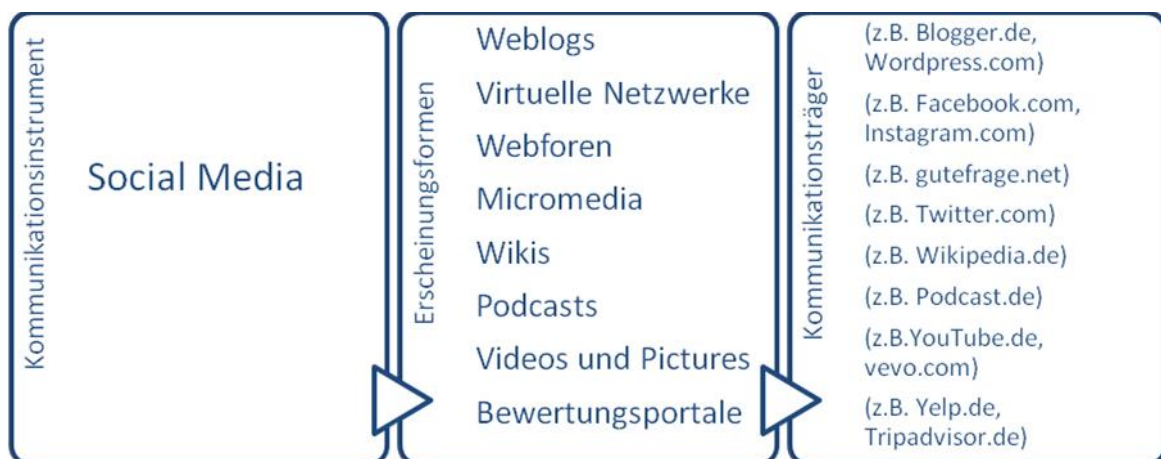 Kommunikationsinstrument
Social Media
Erscheinungsformen
Weblogs
Virtuelle Netzwerke
Webforen
Micromedia
Wikis
Podcasts
Videos und Pictures
Bewertungsportale
Kommunikationsträger
(z.B. Blogger.de,
Wordpress.com)
(z.B. Facebook.com,
Instagram.com)
(z.B. gutefrage.net)
(z.B. Twitter.com)
(z.B. Wikipedia.de)
(z.B. Podcast.de)
(z.B.YouTube.de,
vevo.com)
(z.B. Yelp.de,
Tripadvisor.de)